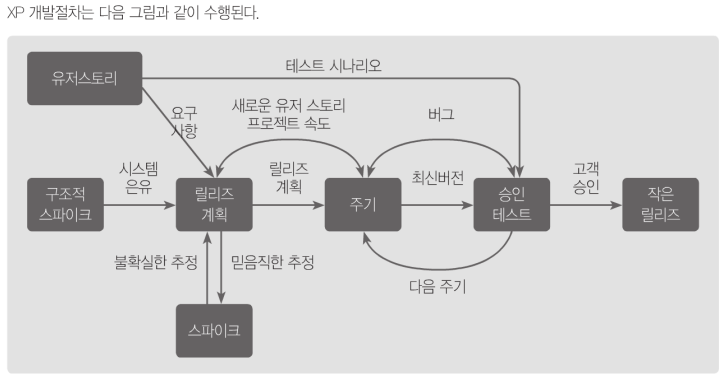 XP 개발절차는 다음 그림과 같이 수행된다.
유저스토리
테스트 시나리오
요구
사항
새로운 유저 스토리
프로젝트 속도
버그
구조적
스파이크
시스템
은유
릴리즈
계획
릴리즈
계획
주기
최신버전
승인
테스트
고객
승인
작은
릴리즈
불확실한 추정
믿음직한 추정
다음 주기
스파이크